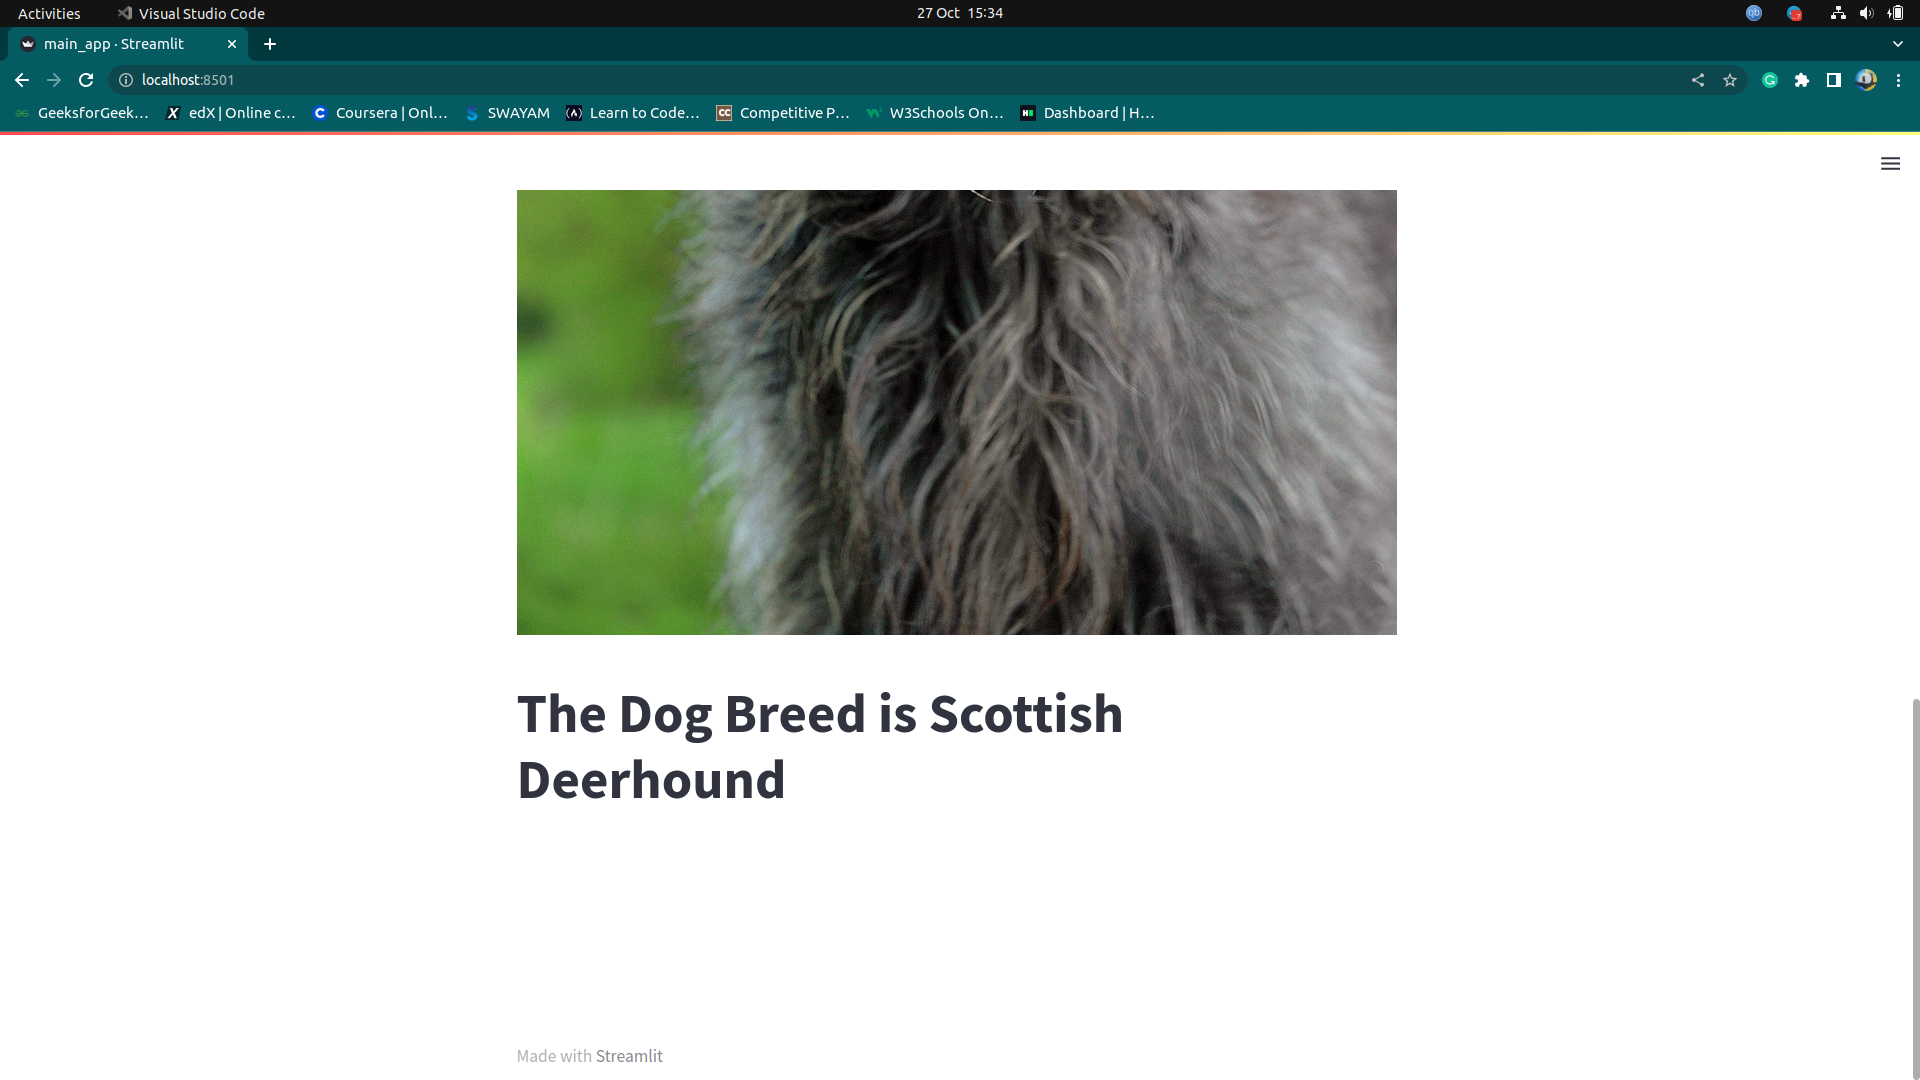 Activities Visual Studio Code 27 Oct 15:34
main_app · Streamlit
localhost:8501
GeeksforGeek... edX | Online c... Coursera | Onl... SWAYAM Learn to Code... Competitive P... W3Schools On... Dashboard | H...
The Dog Breed is Scottish
Deerhound
Made with Streamlit